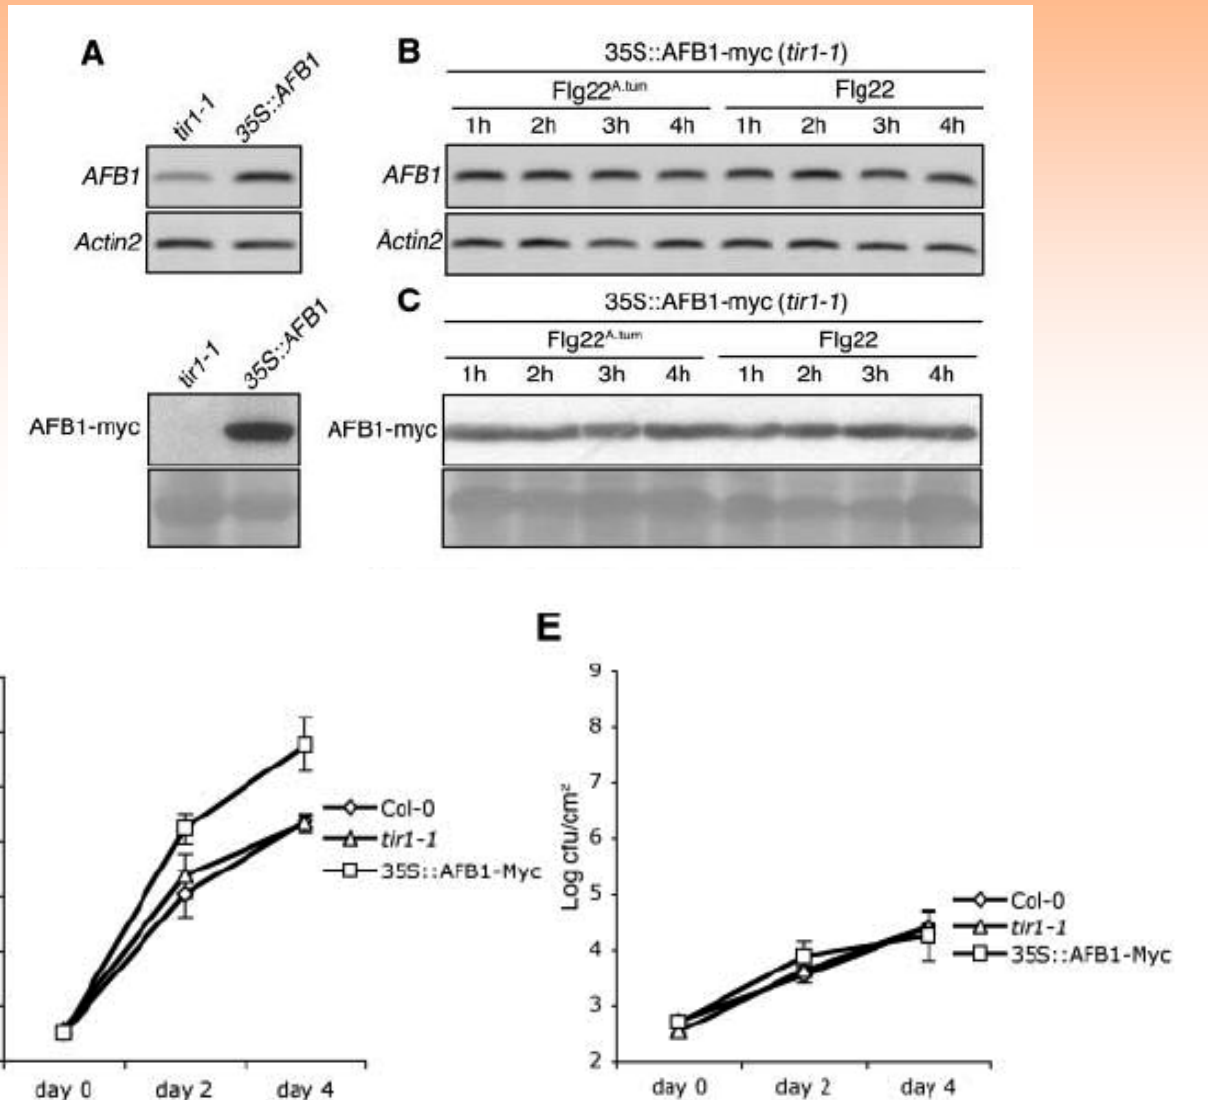 A
tir1-1
35S::AFB1
AFB1
Actin2
tir1-1
35S::AFB1
AFB1-myc
B
35S::AFB1-myc (tir1-1)
Flg22A.tum Flg22
1h 2h 3h 4h 1h 2h 3h 4h
AFB1
Actin2
C
35S::AFB1-myc (tir1-1)
Flg22A.tum Flg22
1h 2h 3h 4h 1h 2h 3h 4h
AFB1-myc
Col-0
tir1-1
35S::AFB1-Myc
day 0 day 2 day 4
E
Log cfu/cm²
9
8
7
6
5
4
3
2
Col-0
tir1-1
35S::AFB1-Myc
day 0 day 2 day 4